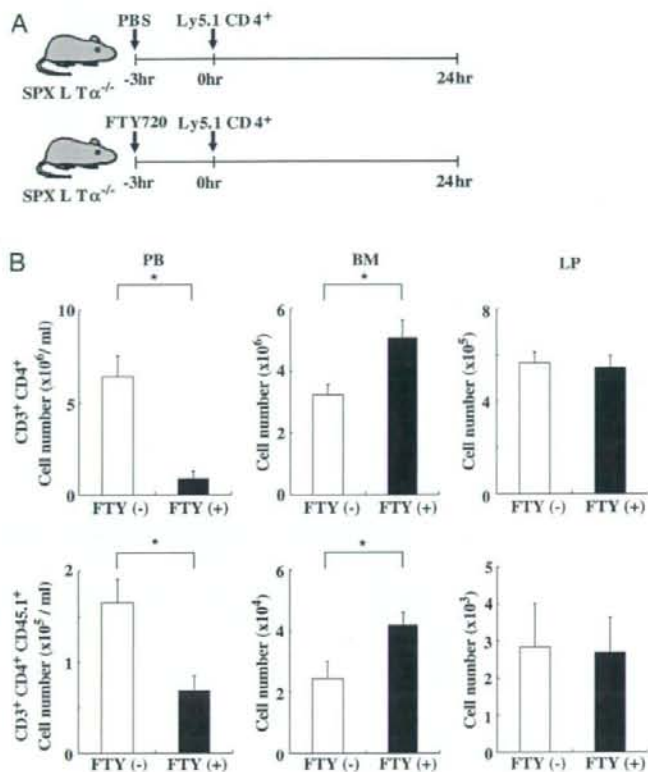 A
PBS Ly5.1 CD4⁺
-3hr 0hr 24hr
SPX L Tα⁻/⁻
FTY720 Ly5.1 CD4⁺
-3hr 0hr 24hr
SPX L Tα⁻/⁻
B
PB BM LP
CD3⁺ CD4⁺
Cell number (x10⁶/ml)
10
5
0
*
FTY (-) FTY (+)
Cell number (x10⁶)
6
4
2
0
*
FTY (-) FTY (+)
Cell number (x10⁵)
8
6
4
2
0
FTY (-) FTY (+)
CD3⁺ CD4⁺ CD45.1⁺
Cell number (x10⁵/ ml)
2
1
0
*
FTY (-) FTY (+)
Cell number (x10⁴)
6
4
2
0
*
FTY (-) FTY (+)
Cell number (x10³)
5
4
3
2
1
0
FTY (-) FTY (+)